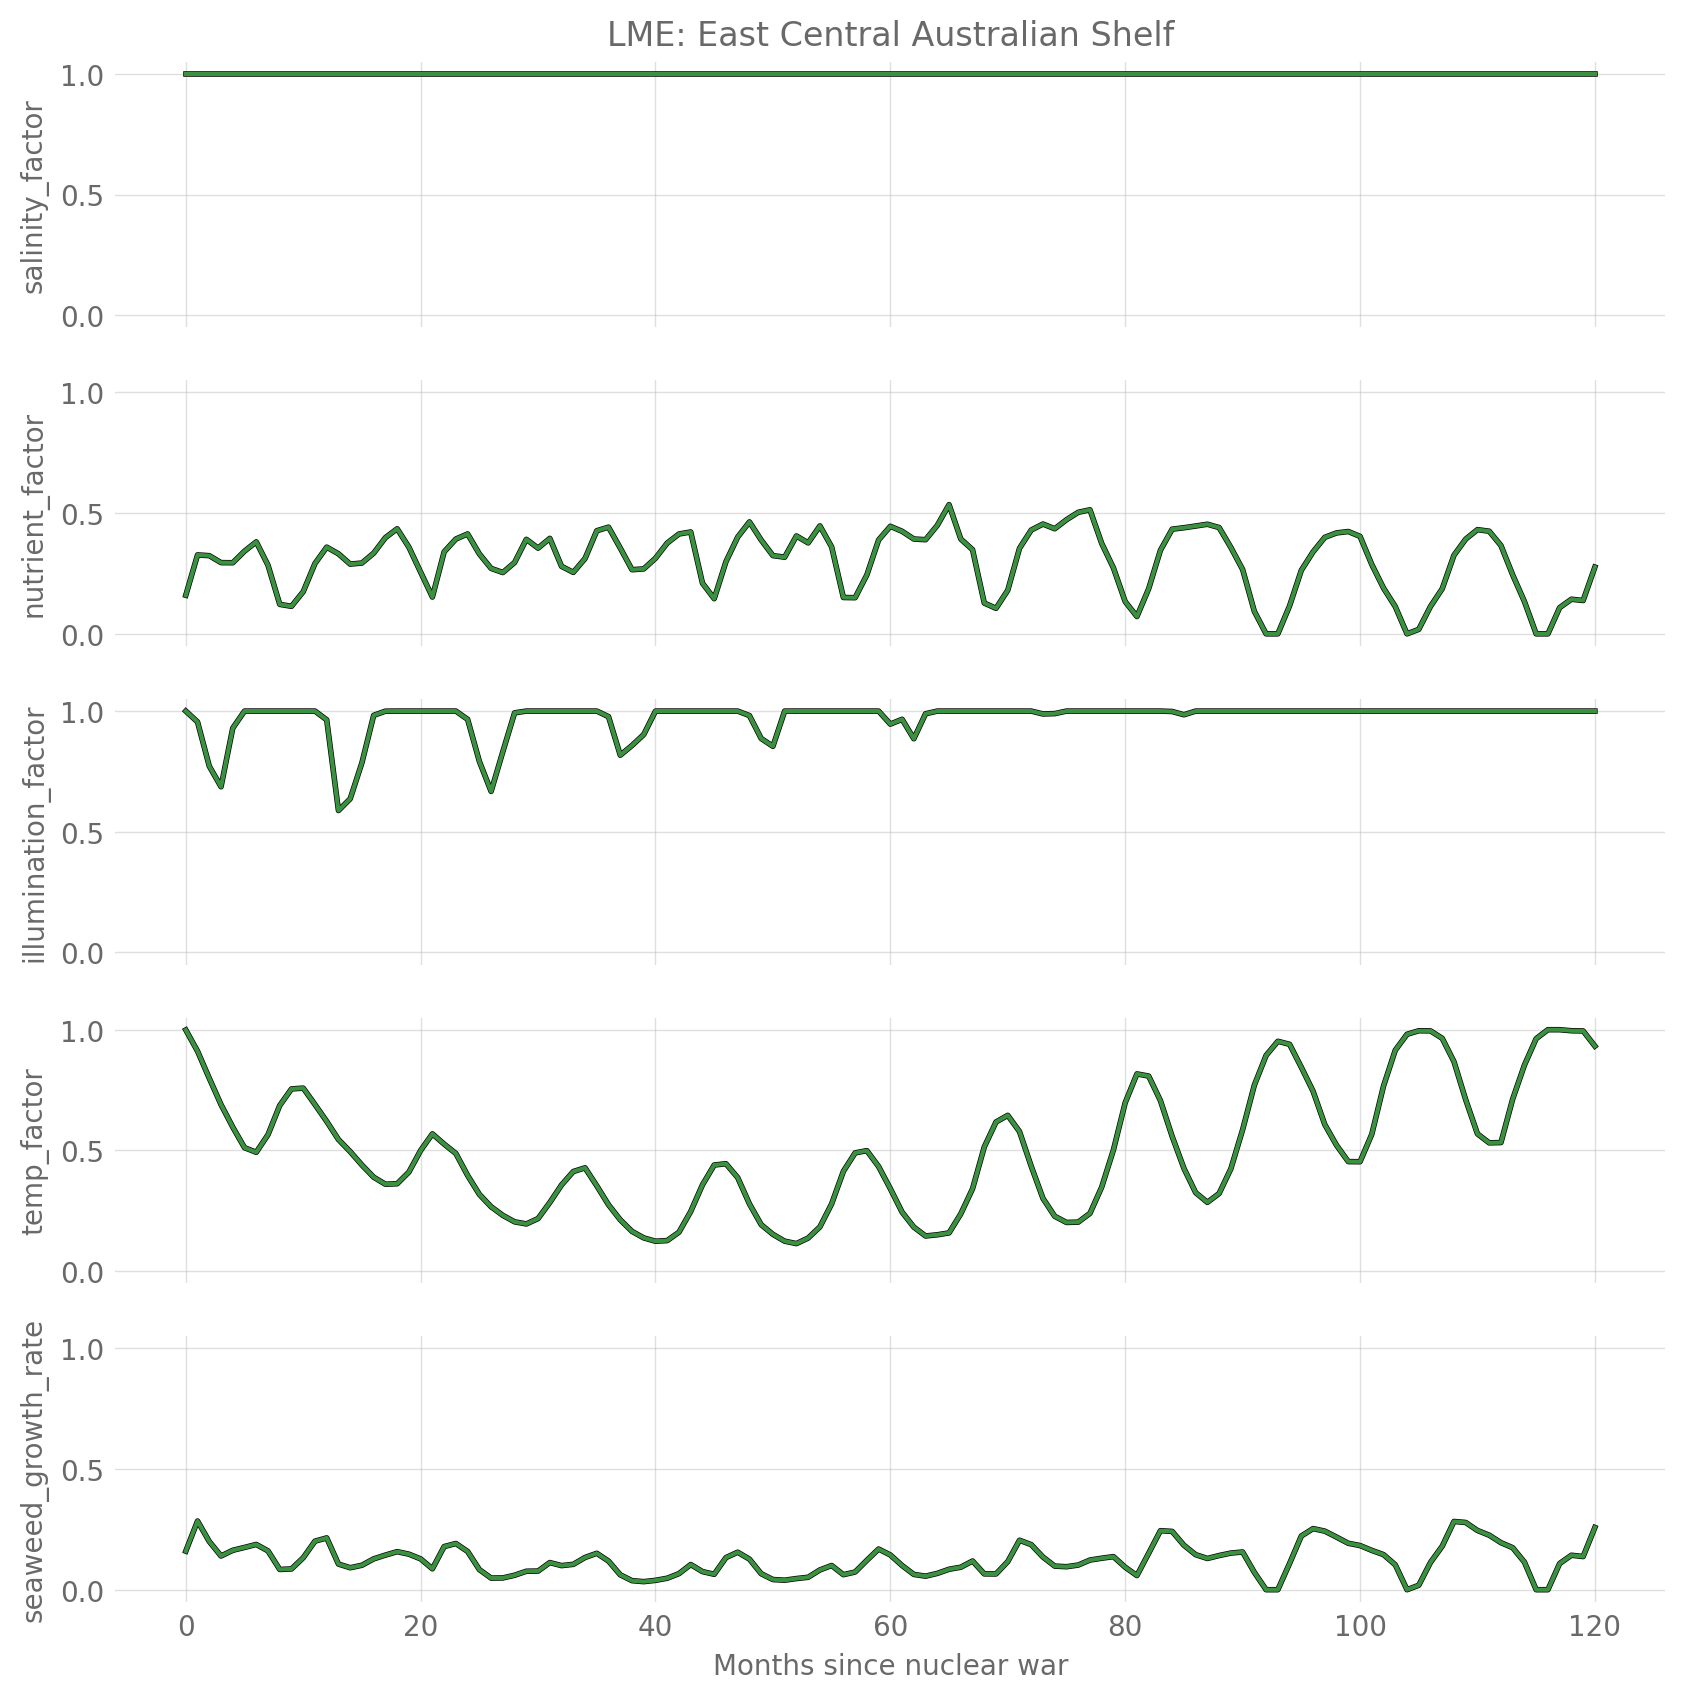 LME: East Central Australian Shelf
1.0
0.5
0.0
salinity_factor
1.0
0.5
0.0
nutrient_factor
1.0
0.5
0.0
illumination_factor
1.0
0.5
0.0
temp_factor
1.0
0.5
0.0
seaweed_growth_rate
0 20 40 60 80 100 120
Months since nuclear war